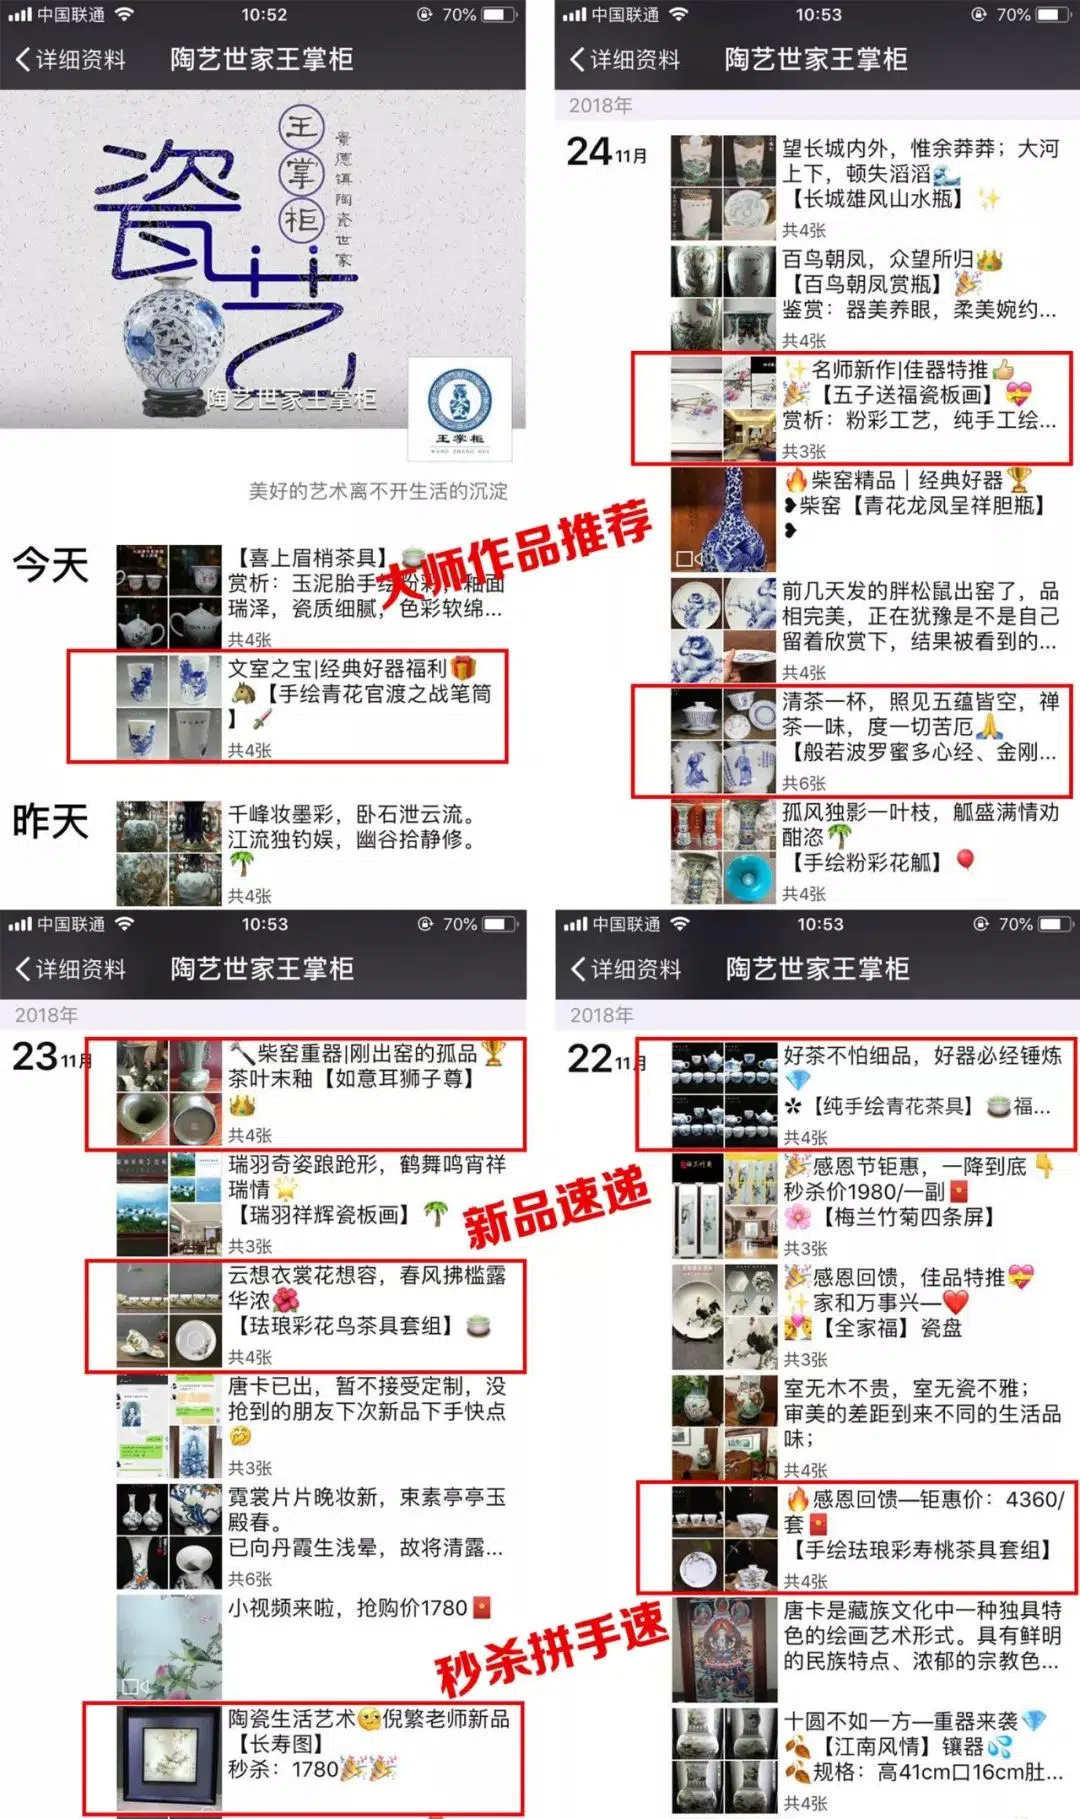 中国联通
10:52
70%
详细资料
陶艺世家王掌柜
瓷艺
王掌柜
景德镇陶瓷世家
陶艺世家王掌柜
王掌柜
WANG ZHANG GUI
美好的艺术离不开生活的沉淀
今天
【喜上眉梢茶具】
赏析：玉泥胎手绘粉彩，釉面
瑞泽，瓷质细腻，色彩软绵...
共4张
文室之宝|经典好器福利🎁
🐴【手绘青花官渡之战笔筒
】🗡
共4张
昨天
千峰妆墨彩，卧石泄云流。
江流独钓娱，幽谷拾静修。
🌴
共4张
中国联通
10:53
70%
详细资料
陶艺世家王掌柜
2018年
24 11月
望长城内外，惟余莽莽；大河
上下，顿失滔滔🌊
【长城雄风山水瓶】✨
共4张
百鸟朝凤，众望所归👑
【百鸟朝凤赏瓶】🎉
鉴赏：器美养眼，柔美婉约...
共4张
✨名师新作|佳器特推👍
🎉【五子送福瓷板画】💝
赏析：粉彩工艺，纯手工绘...
共3张
🔥柴窑精品｜经典好器🏆
❥柴窑【青花龙凤呈祥胆瓶】
❥
前几天发的胖松鼠出窑了，品
相完美，正在犹豫是不是自己
留着欣赏下，结果被看到的...
共4张
清茶一杯，照见五蕴皆空，禅
茶一味，度一切苦厄🙏
【般若波罗蜜多心经、金刚...
共6张
孤风独影一叶枝，觚盛满情劝
酣恣🌴
【手绘粉彩花觚】🎈
共4张
大师作品推荐
中国联通
10:53
70%
详细资料
陶艺世家王掌柜
2018年
23 11月
🔨柴窑重器|刚出窑的孤品🏆
茶叶末釉【如意耳狮子尊】
👑
共4张
瑞羽奇姿踉跄形，鹤舞鸣宵祥
瑞情🌟
【瑞羽祥辉瓷板画】🌴
共3张
云想衣裳花想容，春风拂槛露
华浓🌺
【珐琅彩花鸟茶具套组】🍵
共4张
唐卡已出，暂不接受定制，没
抢到的朋友下次新品下手快点
🤔
共3张
霓裳片片晚妆新，束素亭亭玉
殿春。
已向丹霞生浅晕，故将清露...
共6张
小视频来啦，抢购价1780🧧
陶瓷生活艺术🤔倪繁老师新品
【长寿图】
秒杀：1780🎉🎉
新品速递
秒杀拼手速
中国联通
10:53
70%
详细资料
陶艺世家王掌柜
2018年
22 11月
好茶不怕细品，好器必经锤炼
💎
✲【纯手绘青花茶具】🍵福...
共4张
🎉感恩节钜惠，一降到底👇
秒杀价1980/一副🧧
🌸【梅兰竹菊四条屏】
共3张
🎉感恩回馈，佳品特推💝
✨家和万事兴—❤️
💏【全家福】瓷盘
共3张
室无木不贵，室无瓷不雅；
审美的差距到来不同的生活品
味；
共4张
🔥感恩回馈—钜惠价：4360/
套🧧
【手绘珐琅彩寿桃茶具套组】
共4张
唐卡是藏族文化中一种独具特
色的绘画艺术形式。具有鲜明
的民族特点、浓郁的宗教色...
十圆不如一方—重器来袭💎
🍂【江南风情】镶器💦
🍂规格：高41cm口16cm肚...
共4张